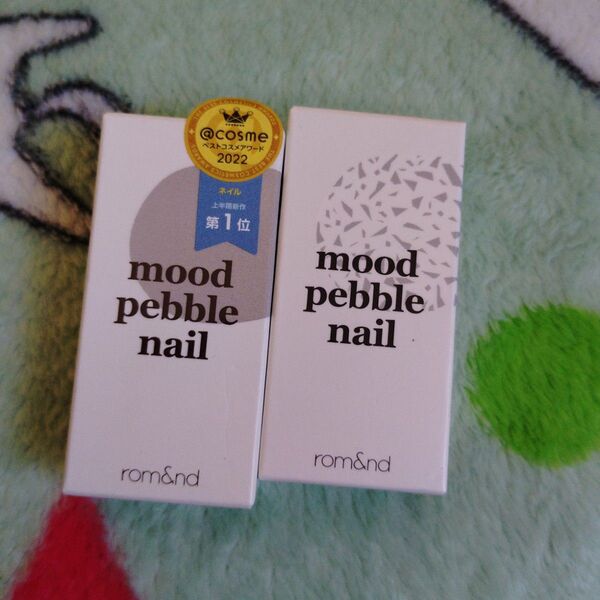 @cosme
ベストコスメアワード
2022
ネイル
上半期新作
第1位
mood
pebble
nail
rom&nd
mood
pebble
nail
rom&nd